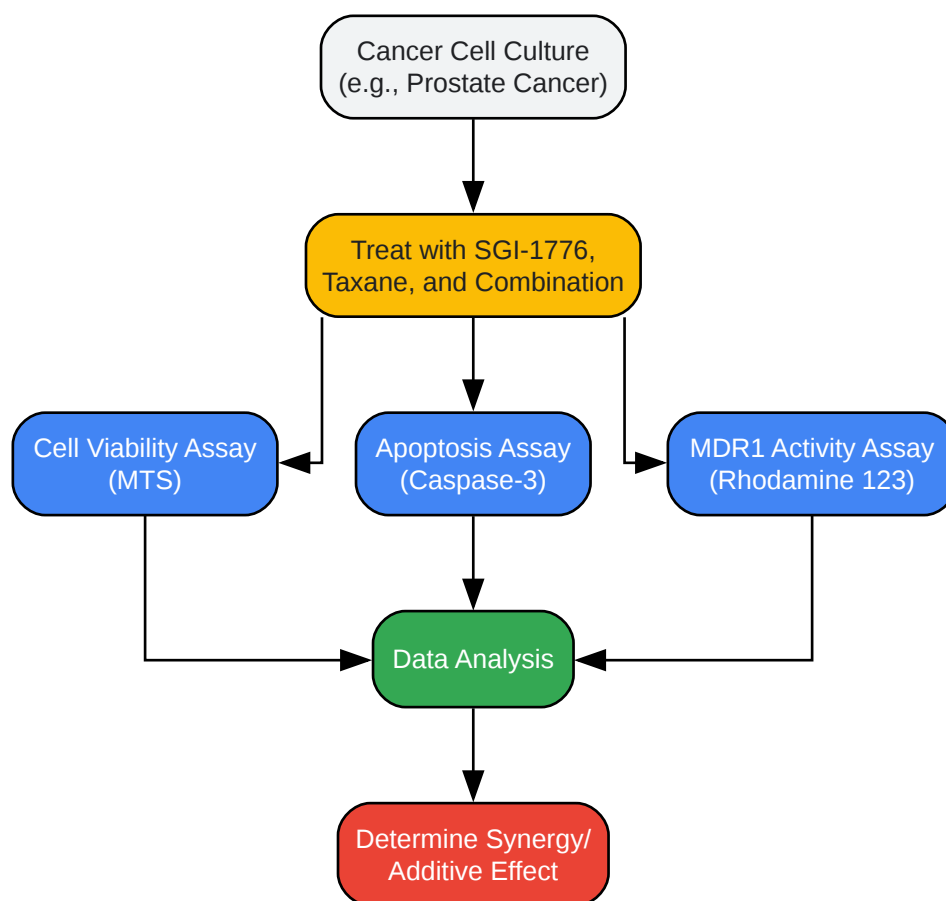 Cancer Cell Culture
(e.g., Prostate Cancer)
Treat with SGI-1776,
Taxane, and Combination
Cell Viability Assay
(MTS)
Apoptosis Assay
(Caspase-3)
MDR1 Activity Assay
(Rhodamine 123)
Data Analysis
Determine Synergy/
Additive Effect